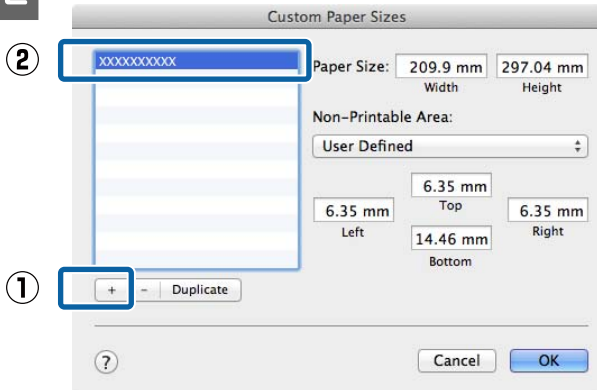 Custom Paper Sizes
② XXXXXXXXXX
Paper Size: 209.9 mm 297.04 mm
Width Height
Non-Printable Area:
User Defined
6.35 mm
Top
6.35 mm 6.35 mm
Left Right
14.46 mm
Bottom
① + − Duplicate
? Cancel OK